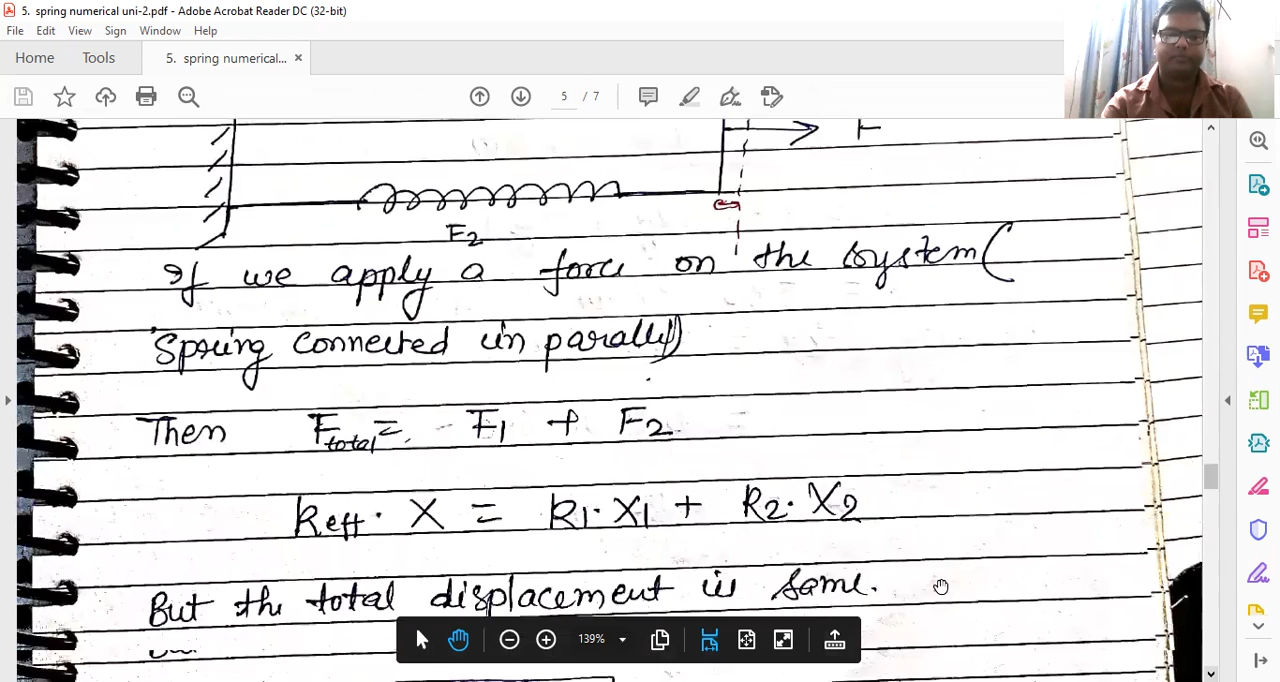 5. spring numerical uni-2.pdf - Adobe Acrobat Reader DC (32-bit)
File Edit View Sign Window Help
Home Tools 5. spring numerical... ×
5 / 7
F
F2
If we apply a force on the system (
Spring connected in parallel)
Then Ftotal = F1 + F2
Keff · X = K1 · X1 + K2 · X2
But the total displacement is same.
139%